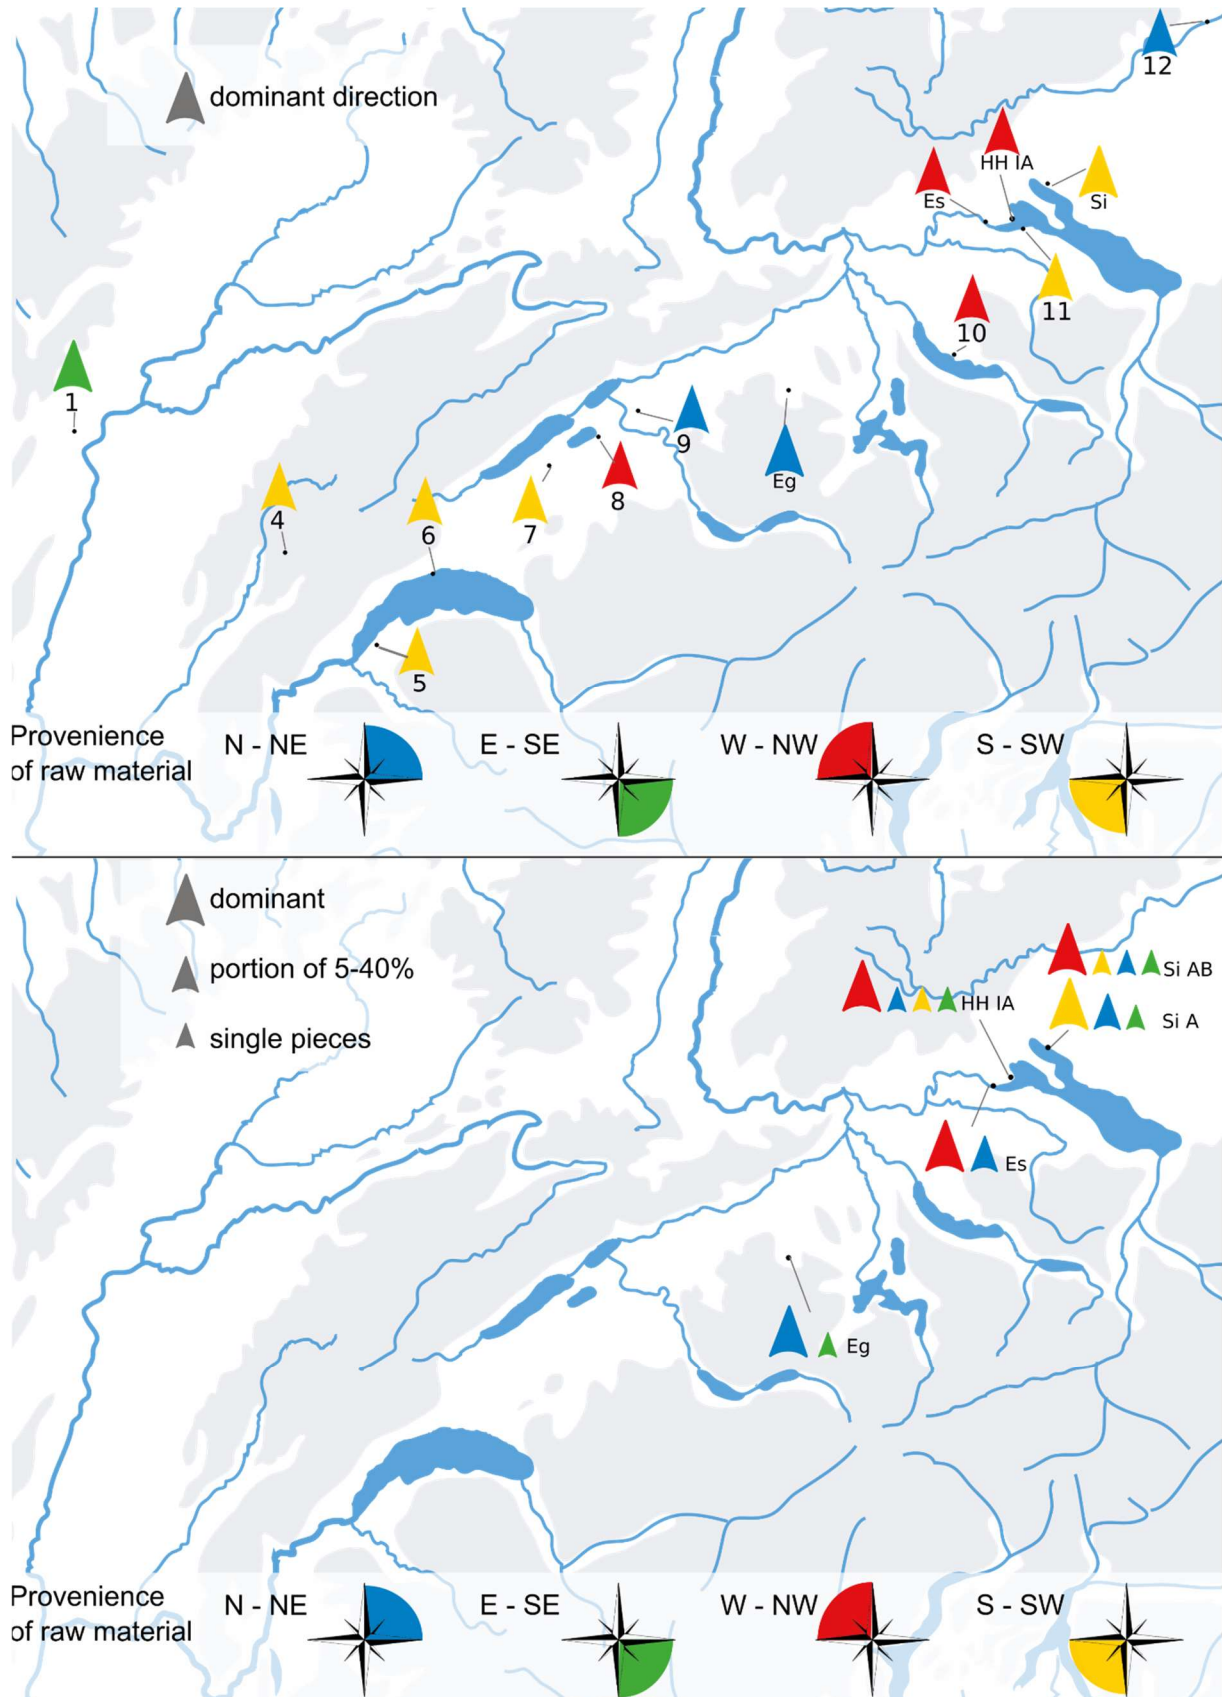 dominant direction
12
HH IA
Es
Si
11
10
1
9
8
Eg
4
6
7
5
Provenience
of raw material
N - NE
E - SE
W - NW
S - SW
dominant
portion of 5-40%
single pieces
Si AB
HH IA
Si A
Es
Eg
Provenience
of raw material
N - NE
E - SE
W - NW
S - SW